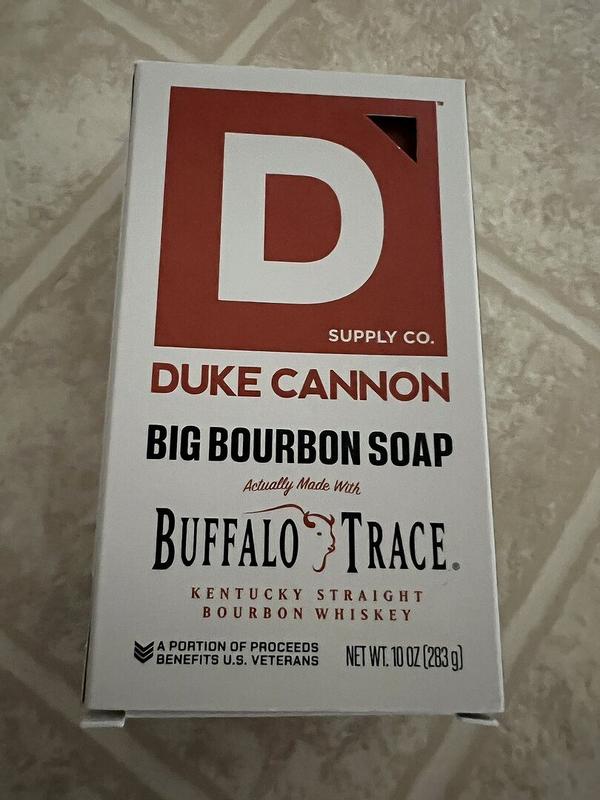 D
™
SUPPLY CO.
DUKE CANNON
BIG BOURBON SOAP
Actually Made With
BUFFALO TRACE®
KENTUCKY STRAIGHT
BOURBON WHISKEY
A PORTION OF PROCEEDS
BENEFITS U.S. VETERANS
NET WT. 10 OZ (283 g)